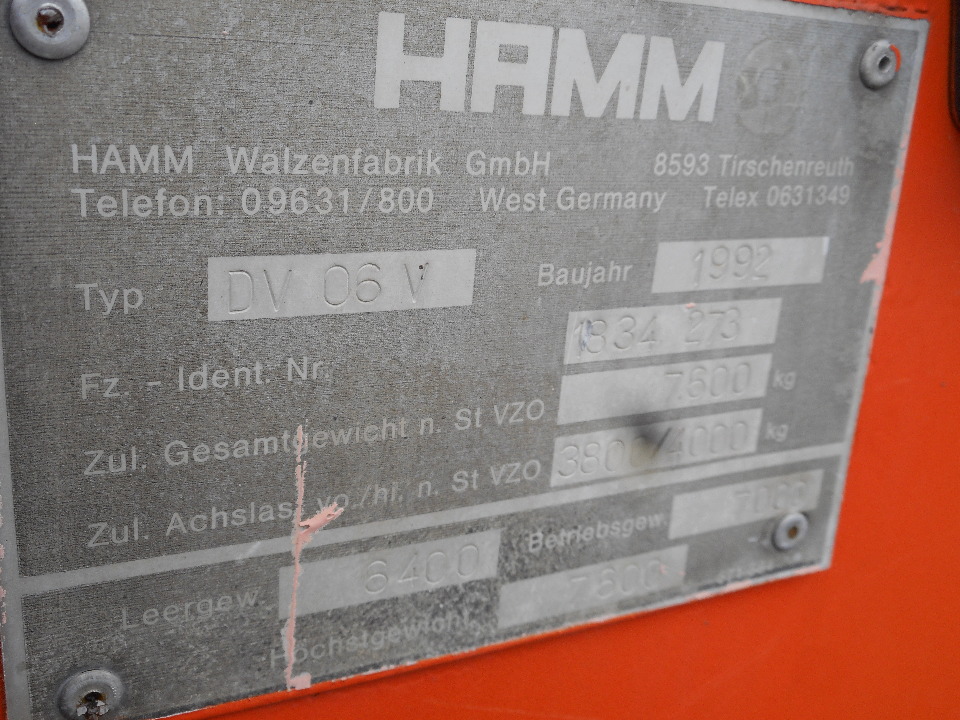 HAMM
HAMM Walzenfabrik GmbH 8593 Tirschenreuth
Telefon: 09631/800 West Germany Telex 0631349
Typ DV 06 V Baujahr 1992
Fz. - Ident. Nr. 1834 273
Zul. Gesamtgewicht n. St VZO 7.600 kg
Zul. Achslast vo./hi. n. St VZO 3800/4000 kg
Leergew. 6400 Betriebsgew. 7000
Höchstgewicht 7600